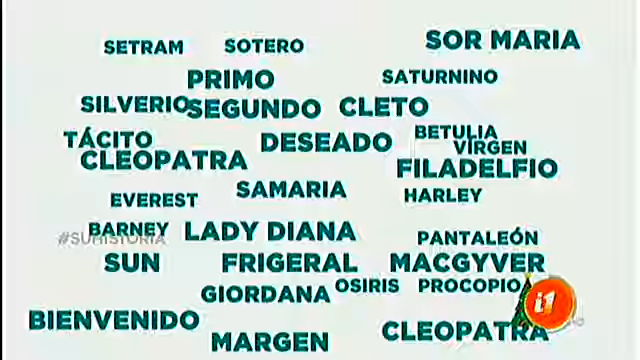 SETRAM SOTERO SOR MARIA
PRIMO SATURNINO
SILVERIO SEGUNDO CLETO
TÁCITO DESEADO BETULIA
VIRGEN
CLEOPATRA FILADELFIO
EVEREST SAMARIA HARLEY
BARNEY LADY DIANA PANTALEÓN
#SUHISTORIA
SUN FRIGERAL MACGYVER
GIORDANA OSIRIS PROCOPIO
i1
BIENVENIDO CLEOPATRA
MARGEN